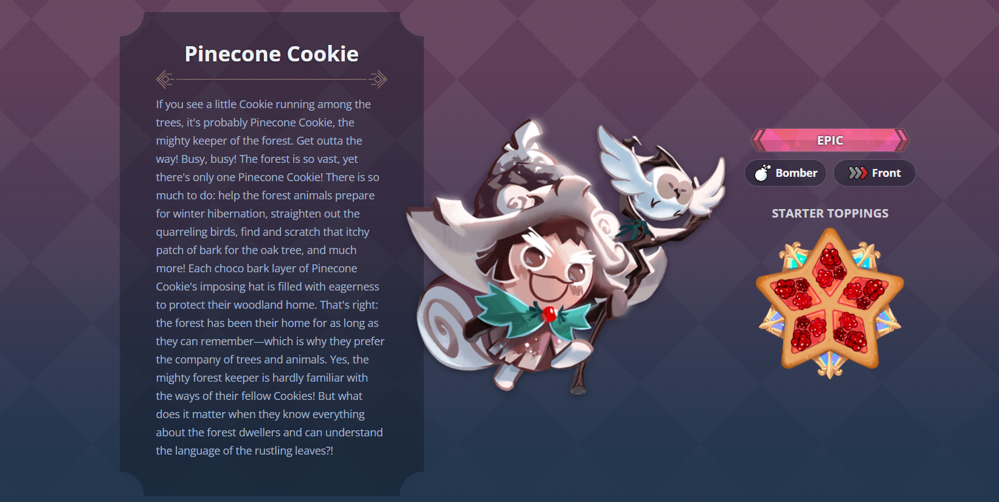 Pinecone Cookie
If you see a little Cookie running among the
trees, it's probably Pinecone Cookie, the
mighty keeper of the forest. Get outta the
way! Busy, busy! The forest is so vast, yet
there's only one Pinecone Cookie! There is so
much to do: help the forest animals prepare
for winter hibernation, straighten out the
quarreling birds, find and scratch that itchy
patch of bark for the oak tree, and much
more! Each choco bark layer of Pinecone
Cookie's imposing hat is filled with eagerness
to protect their woodland home. That's right:
the forest has been their home for as long as
they can remember—which is why they prefer
the company of trees and animals. Yes, the
mighty forest keeper is hardly familiar with
the ways of their fellow Cookies! But what
does it matter when they know everything
about the forest dwellers and can understand
the language of the rustling leaves?!
EPIC
Bomber
Front
STARTER TOPPINGS